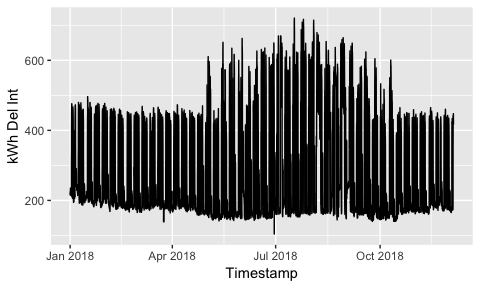 kWh Del Int
600
400
200
Jan 2018
Apr 2018
Jul 2018
Oct 2018
Timestamp